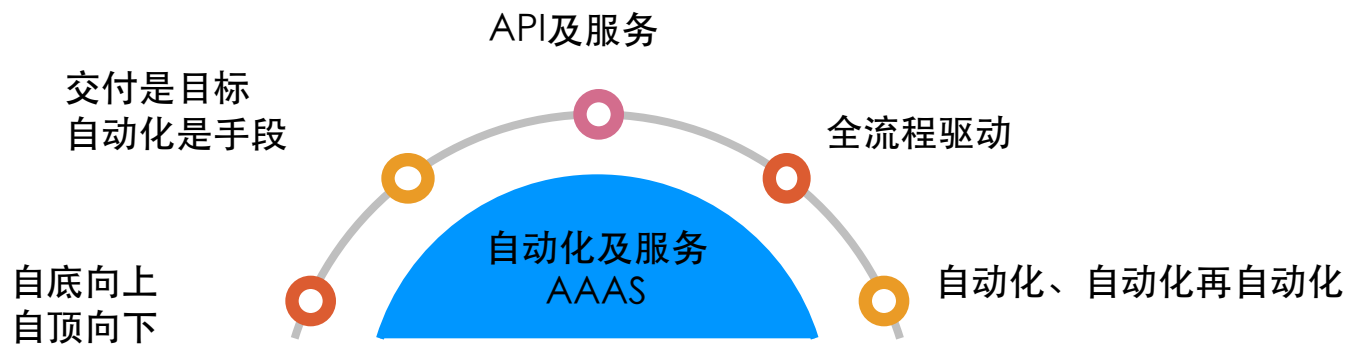 API及服务
交付是目标
自动化是手段
全流程驱动
自动化及服务
AAAS
自底向上
自顶向下
自动化、自动化再自动化